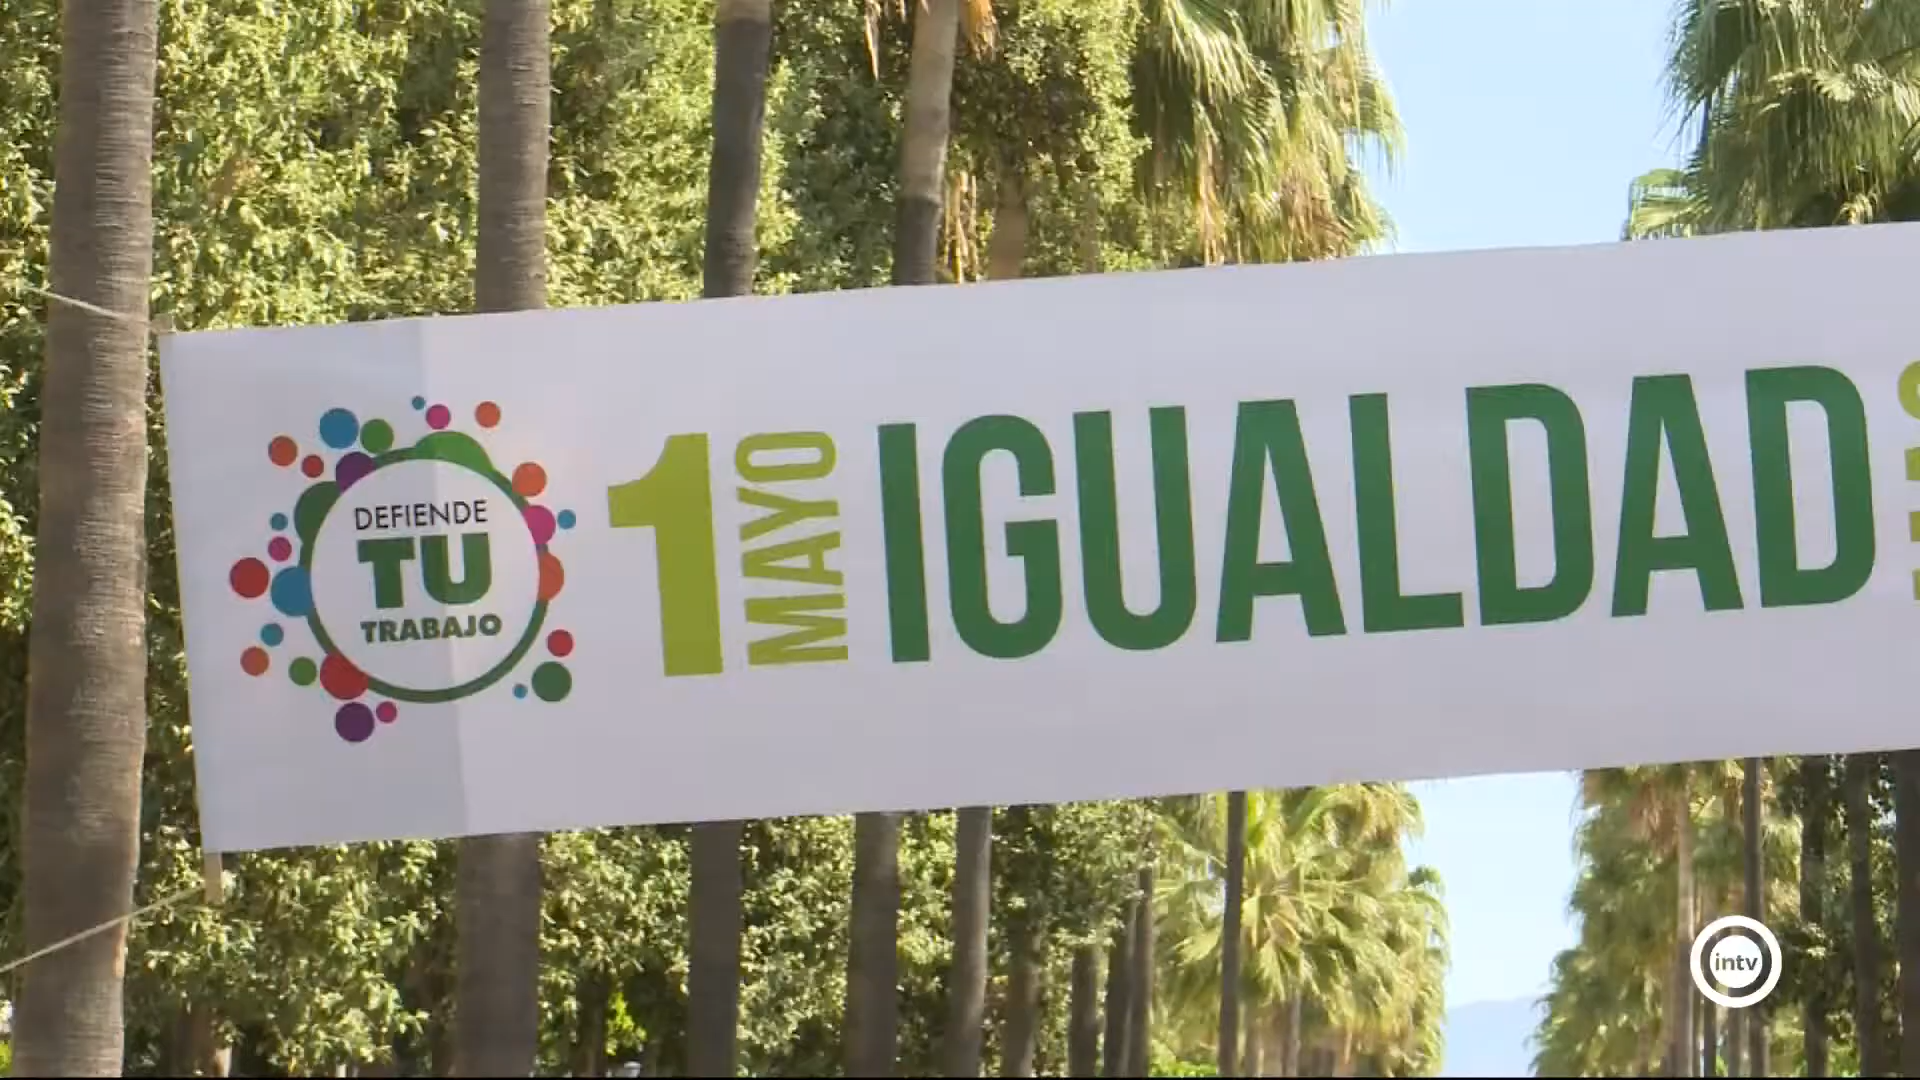 DEFIENDE
TU
TRABAJO
1 MAYO IGUALDAD
intv